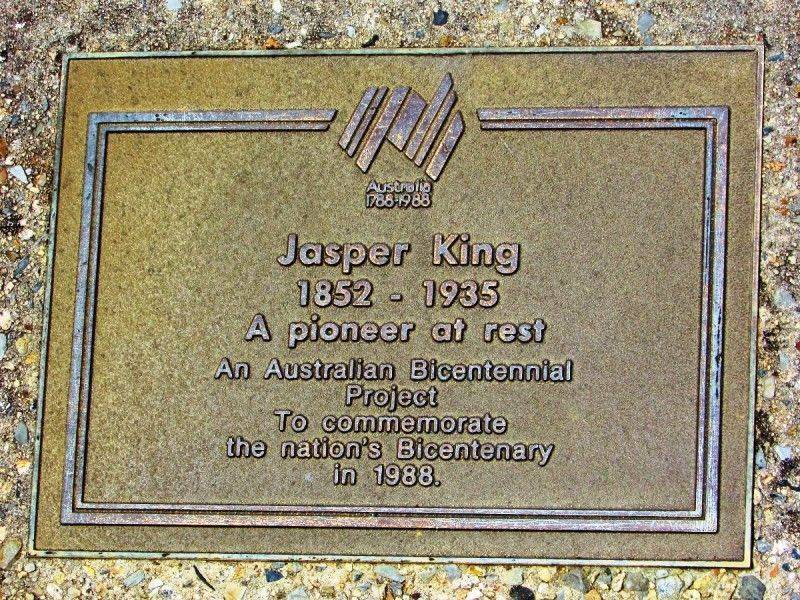 Australia
1788-1988
Jasper King
1852 - 1935
A pioneer at rest
An Australian Bicentennial
Project
To commemorate
the nation's Bicentenary
in 1988.